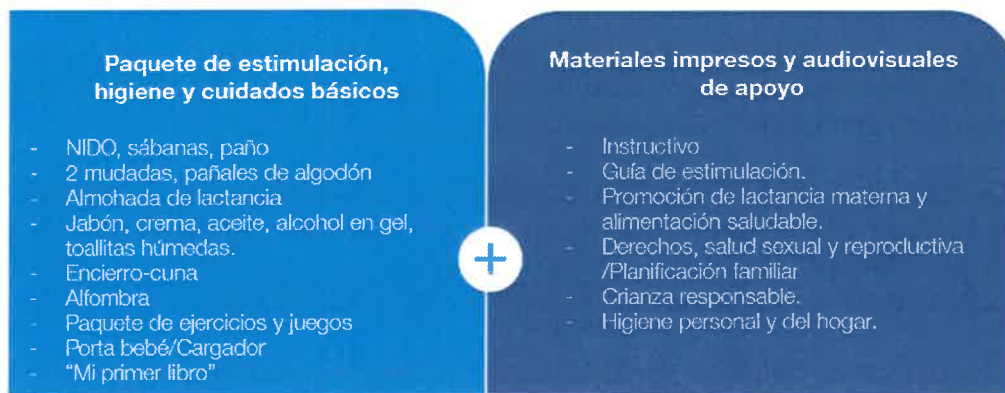 Paquete de estimulación,
higiene y cuidados básicos
- NIDO, sábanas, paño
- 2 mudadas, pañales de algodón
- Almohada de lactancia
- Jabón, crema, aceite, alcohol en gel,
toallitas húmedas.
- Encierro-cuna
- Alfombra
- Paquete de ejercicios y juegos
- Porta bebé/Cargador
- "Mi primer libro"
+
Materiales impresos y audiovisuales
de apoyo
- Instructivo
- Guía de estimulación.
- Promoción de lactancia materna y
alimentación saludable.
- Derechos, salud sexual y reproductiva
/Planificación familiar
- Crianza responsable.
- Higiene personal y del hogar.